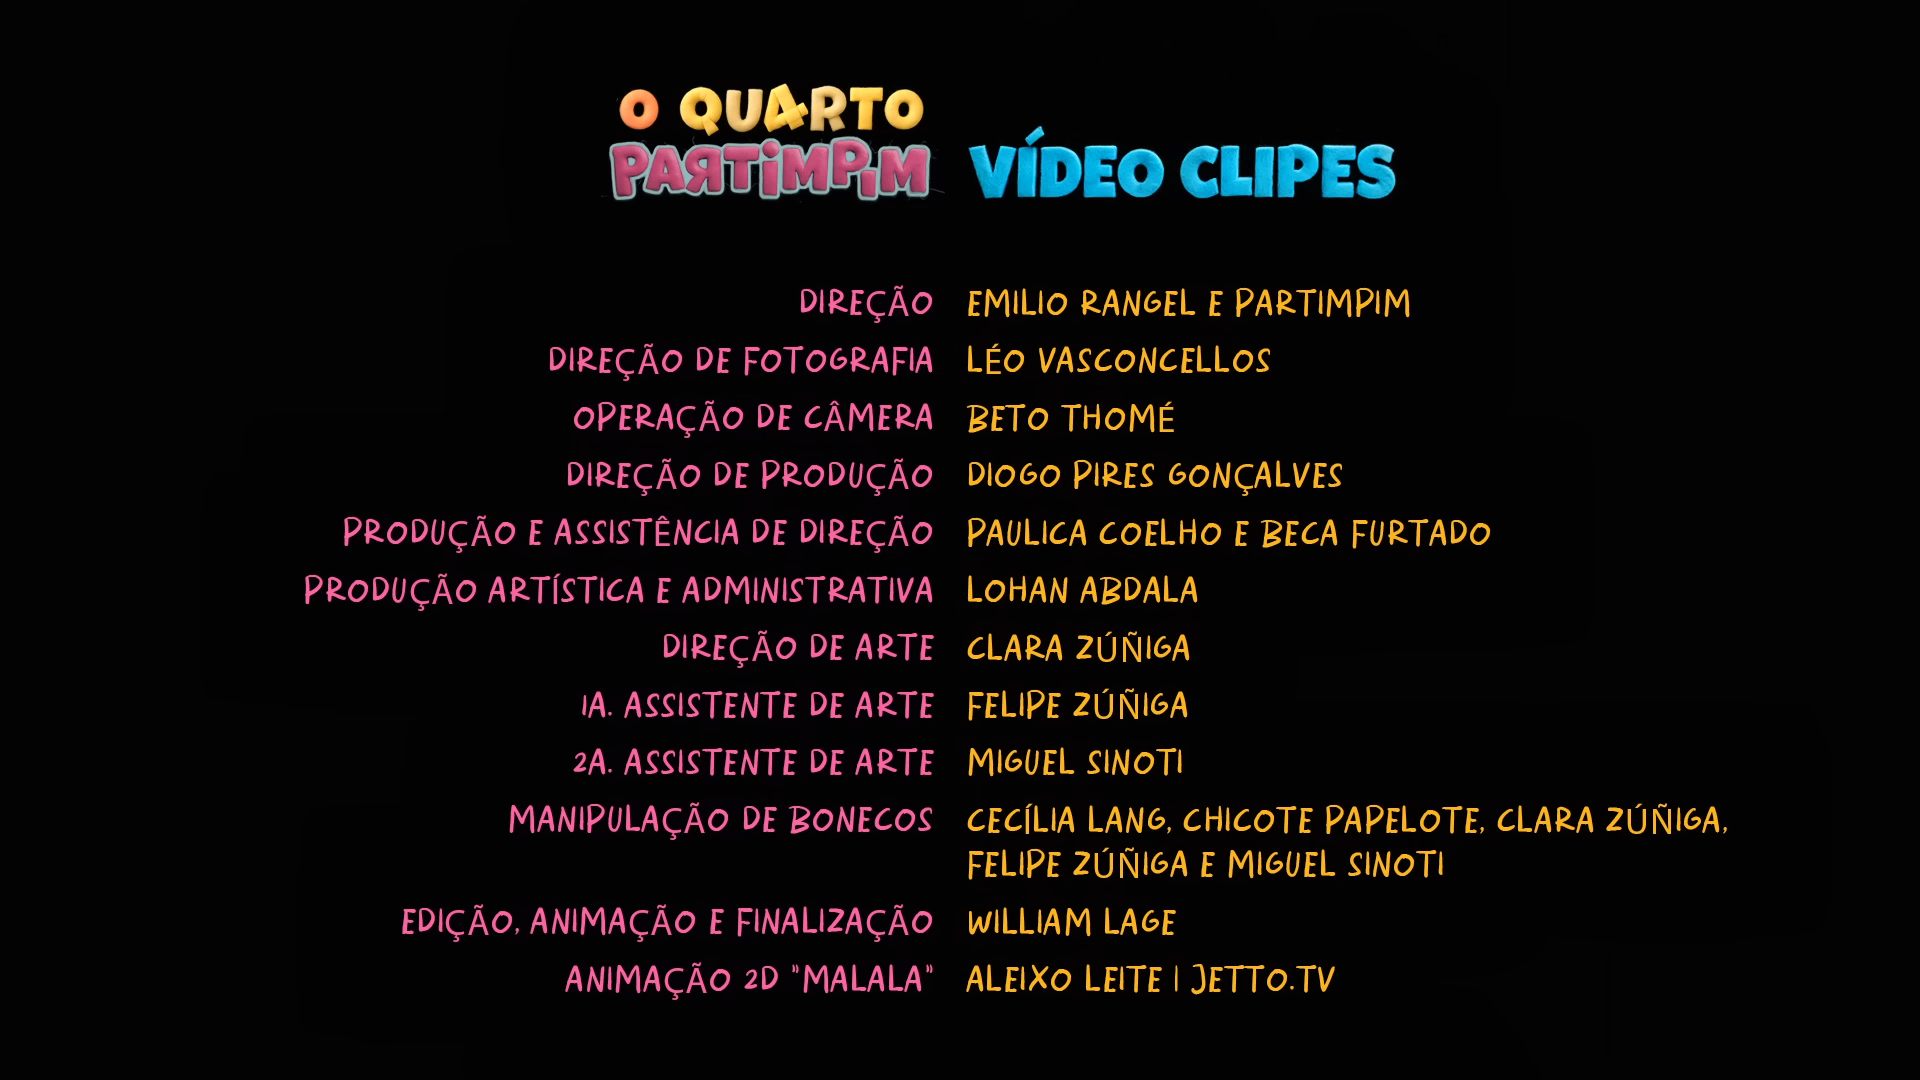 O QUARTO
PARTIMPIM VÍDEO CLIPES
DIREÇÃO EMILIO RANGEL E PARTIMPIM
DIREÇÃO DE FOTOGRAFIA LÉO VASCONCELLOS
OPERAÇÃO DE CÂMERA BETO THOMÉ
DIREÇÃO DE PRODUÇÃO DIOGO PIRES GONÇALVES
PRODUÇÃO E ASSISTÊNCIA DE DIREÇÃO PAULICA COELHO E BECA FURTADO
PRODUÇÃO ARTÍSTICA E ADMINISTRATIVA LOHAN ABDALA
DIREÇÃO DE ARTE CLARA ZÚÑIGA
1A. ASSISTENTE DE ARTE FELIPE ZÚÑIGA
2A. ASSISTENTE DE ARTE MIGUEL SINOTI
MANIPULAÇÃO DE BONECOS CECÍLIA LANG, CHICOTE PAPELOTE, CLARA ZÚÑIGA,
FELIPE ZÚÑIGA E MIGUEL SINOTI
EDIÇÃO, ANIMAÇÃO E FINALIZAÇÃO WILLIAM LAGE
ANIMAÇÃO 2D "MALALA" ALEIXO LEITE | JETTO.TV